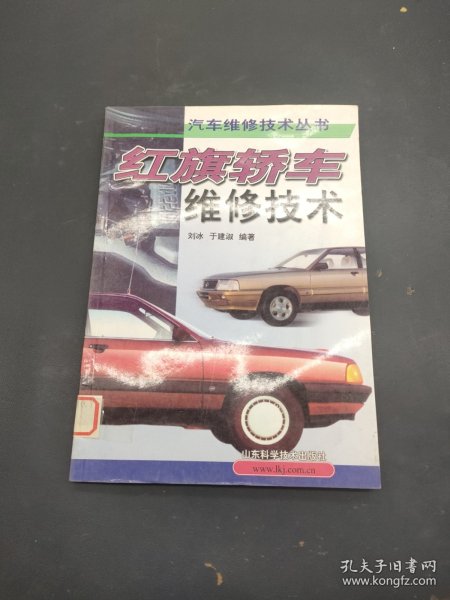 汽车维修技术丛书
红旗轿车
维修技术
刘冰 于建淑 编著
山东科学技术出版社
www.lkj.com.cn
孔夫子旧书网
www.kongfz.com